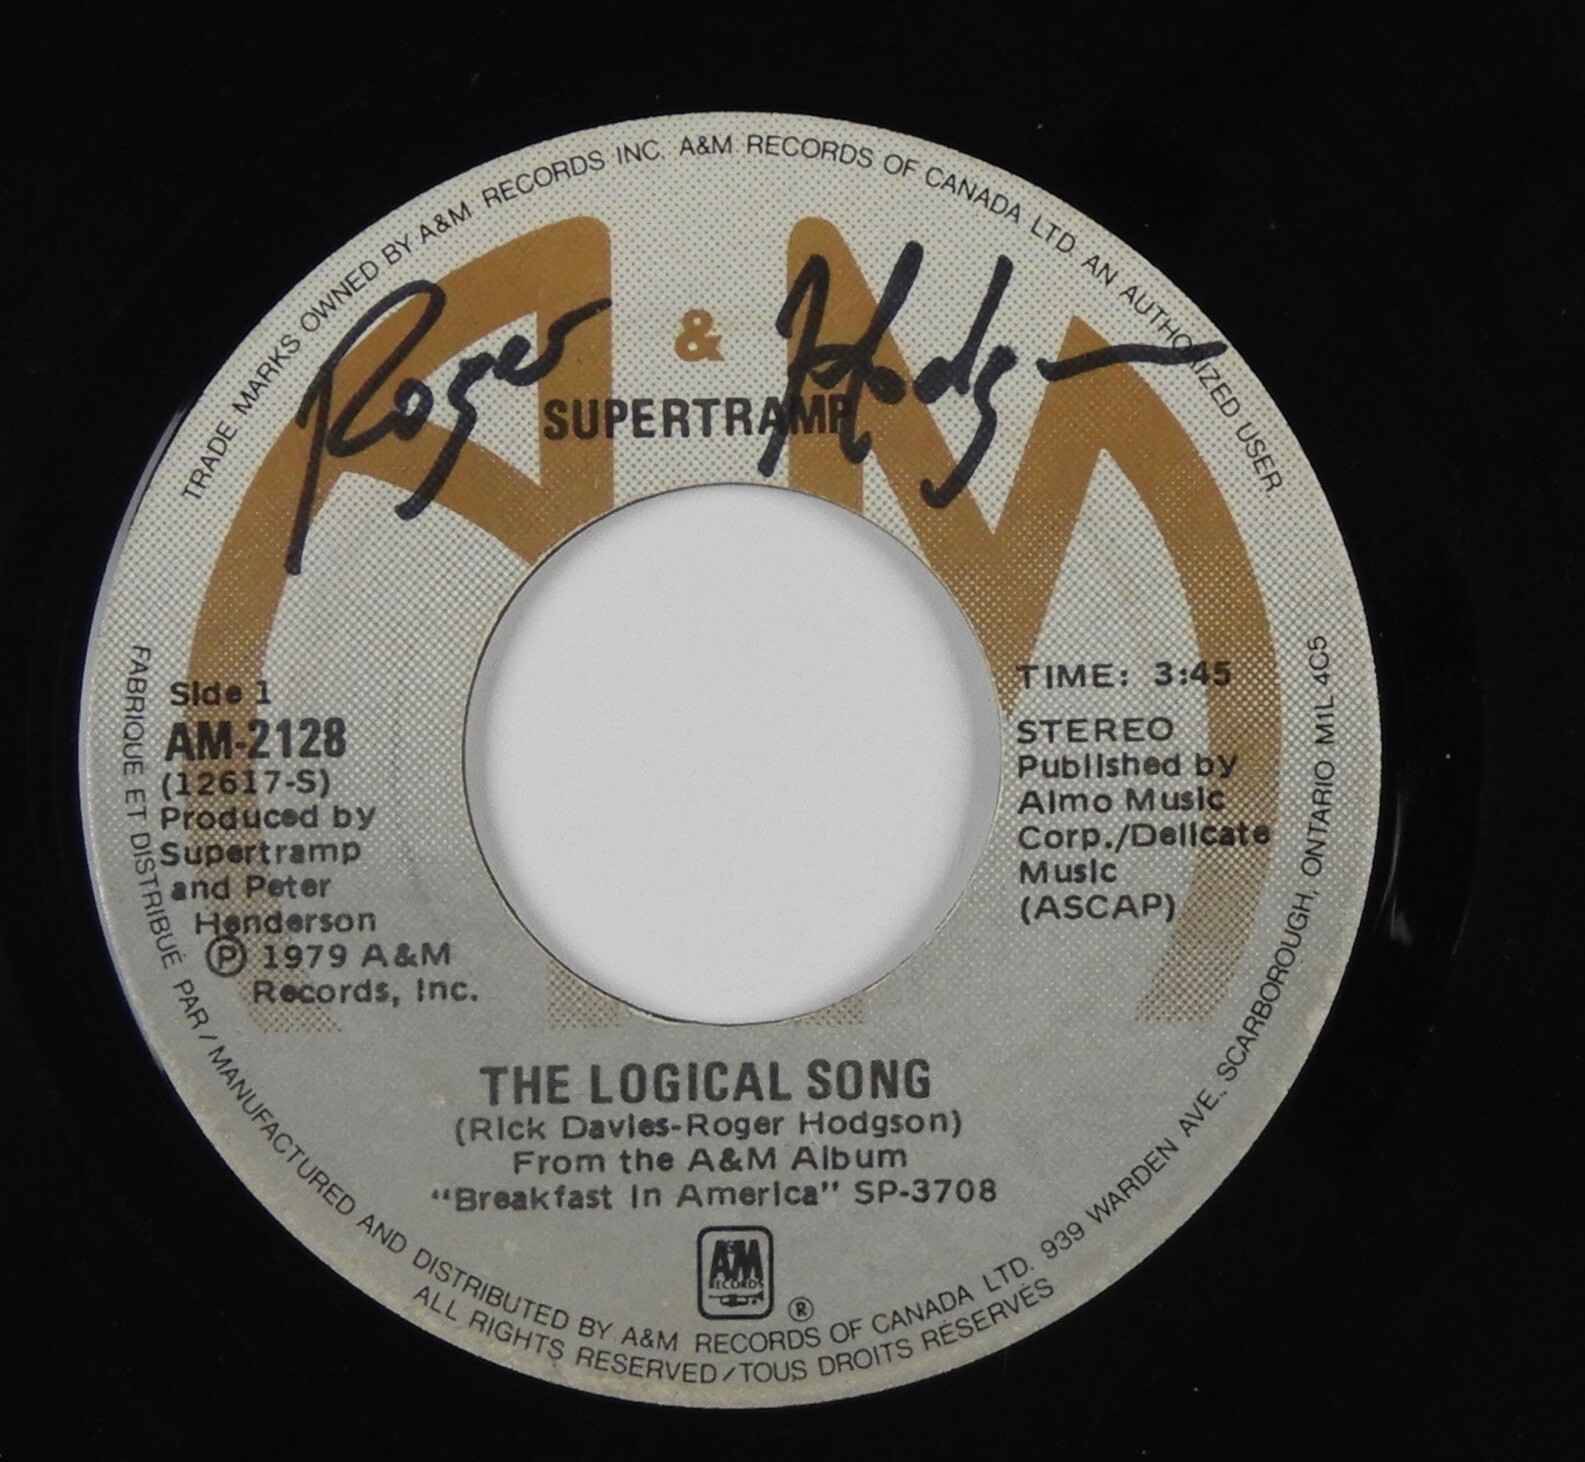 TRADE MARKS OWNED BY A&M RECORDS INC. A&M RECORDS OF CANADA LTD. AN AUTHORIZED USER
Roger Hodgson
&
SUPERTRAMP
Side 1
AM-2128
(12617-S)
Produced by
Supertramp
and Peter
Henderson
Ⓟ 1979 A&M
Records, Inc.
TIME: 3:45
STEREO
Published by
Almo Music
Corp./Delicate
Music
(ASCAP)
THE LOGICAL SONG
(Rick Davies-Roger Hodgson)
From the A&M Album
"Breakfast In America" SP-3708
A&M
RECORDS
®
FABRIQUÉ ET DISTRIBUÉ PAR / MANUFACTURED AND DISTRIBUTED BY A&M RECORDS OF CANADA LTD. 939 WARDEN AVE., SCARBOROUGH, ONTARIO M1L 4C5
ALL RIGHTS RESERVED / TOUS DROITS RÉSERVÉS